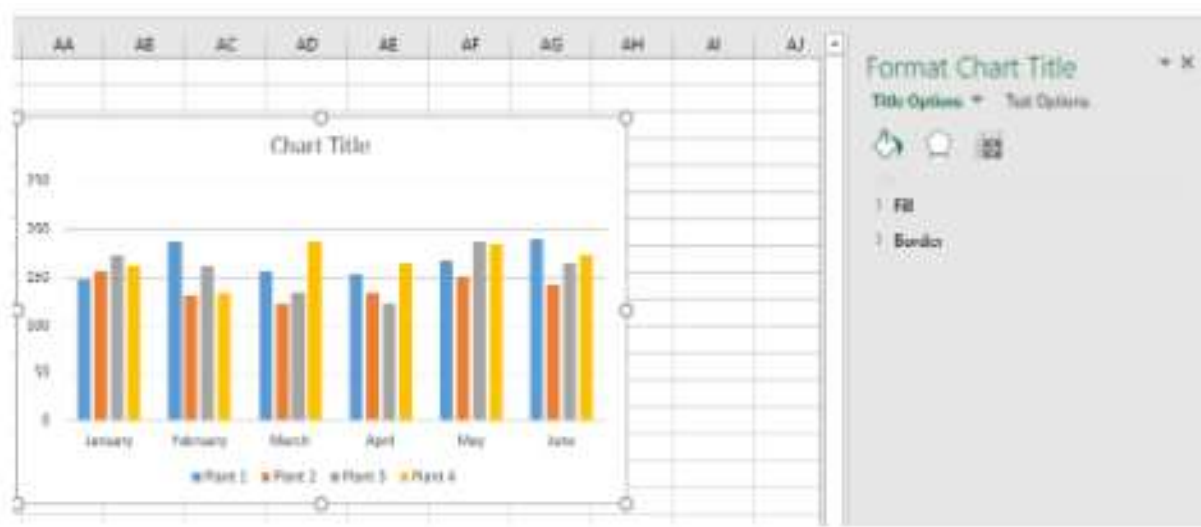 AA AB AC AD AE AF AG AH AI AJ
Format Chart Title
Title Options Text Options
Chart Title
Fill
Border
250
200
150
100
50
0
January February March April May June
Plant 1 Plant 2 Plant 3 Plant 4